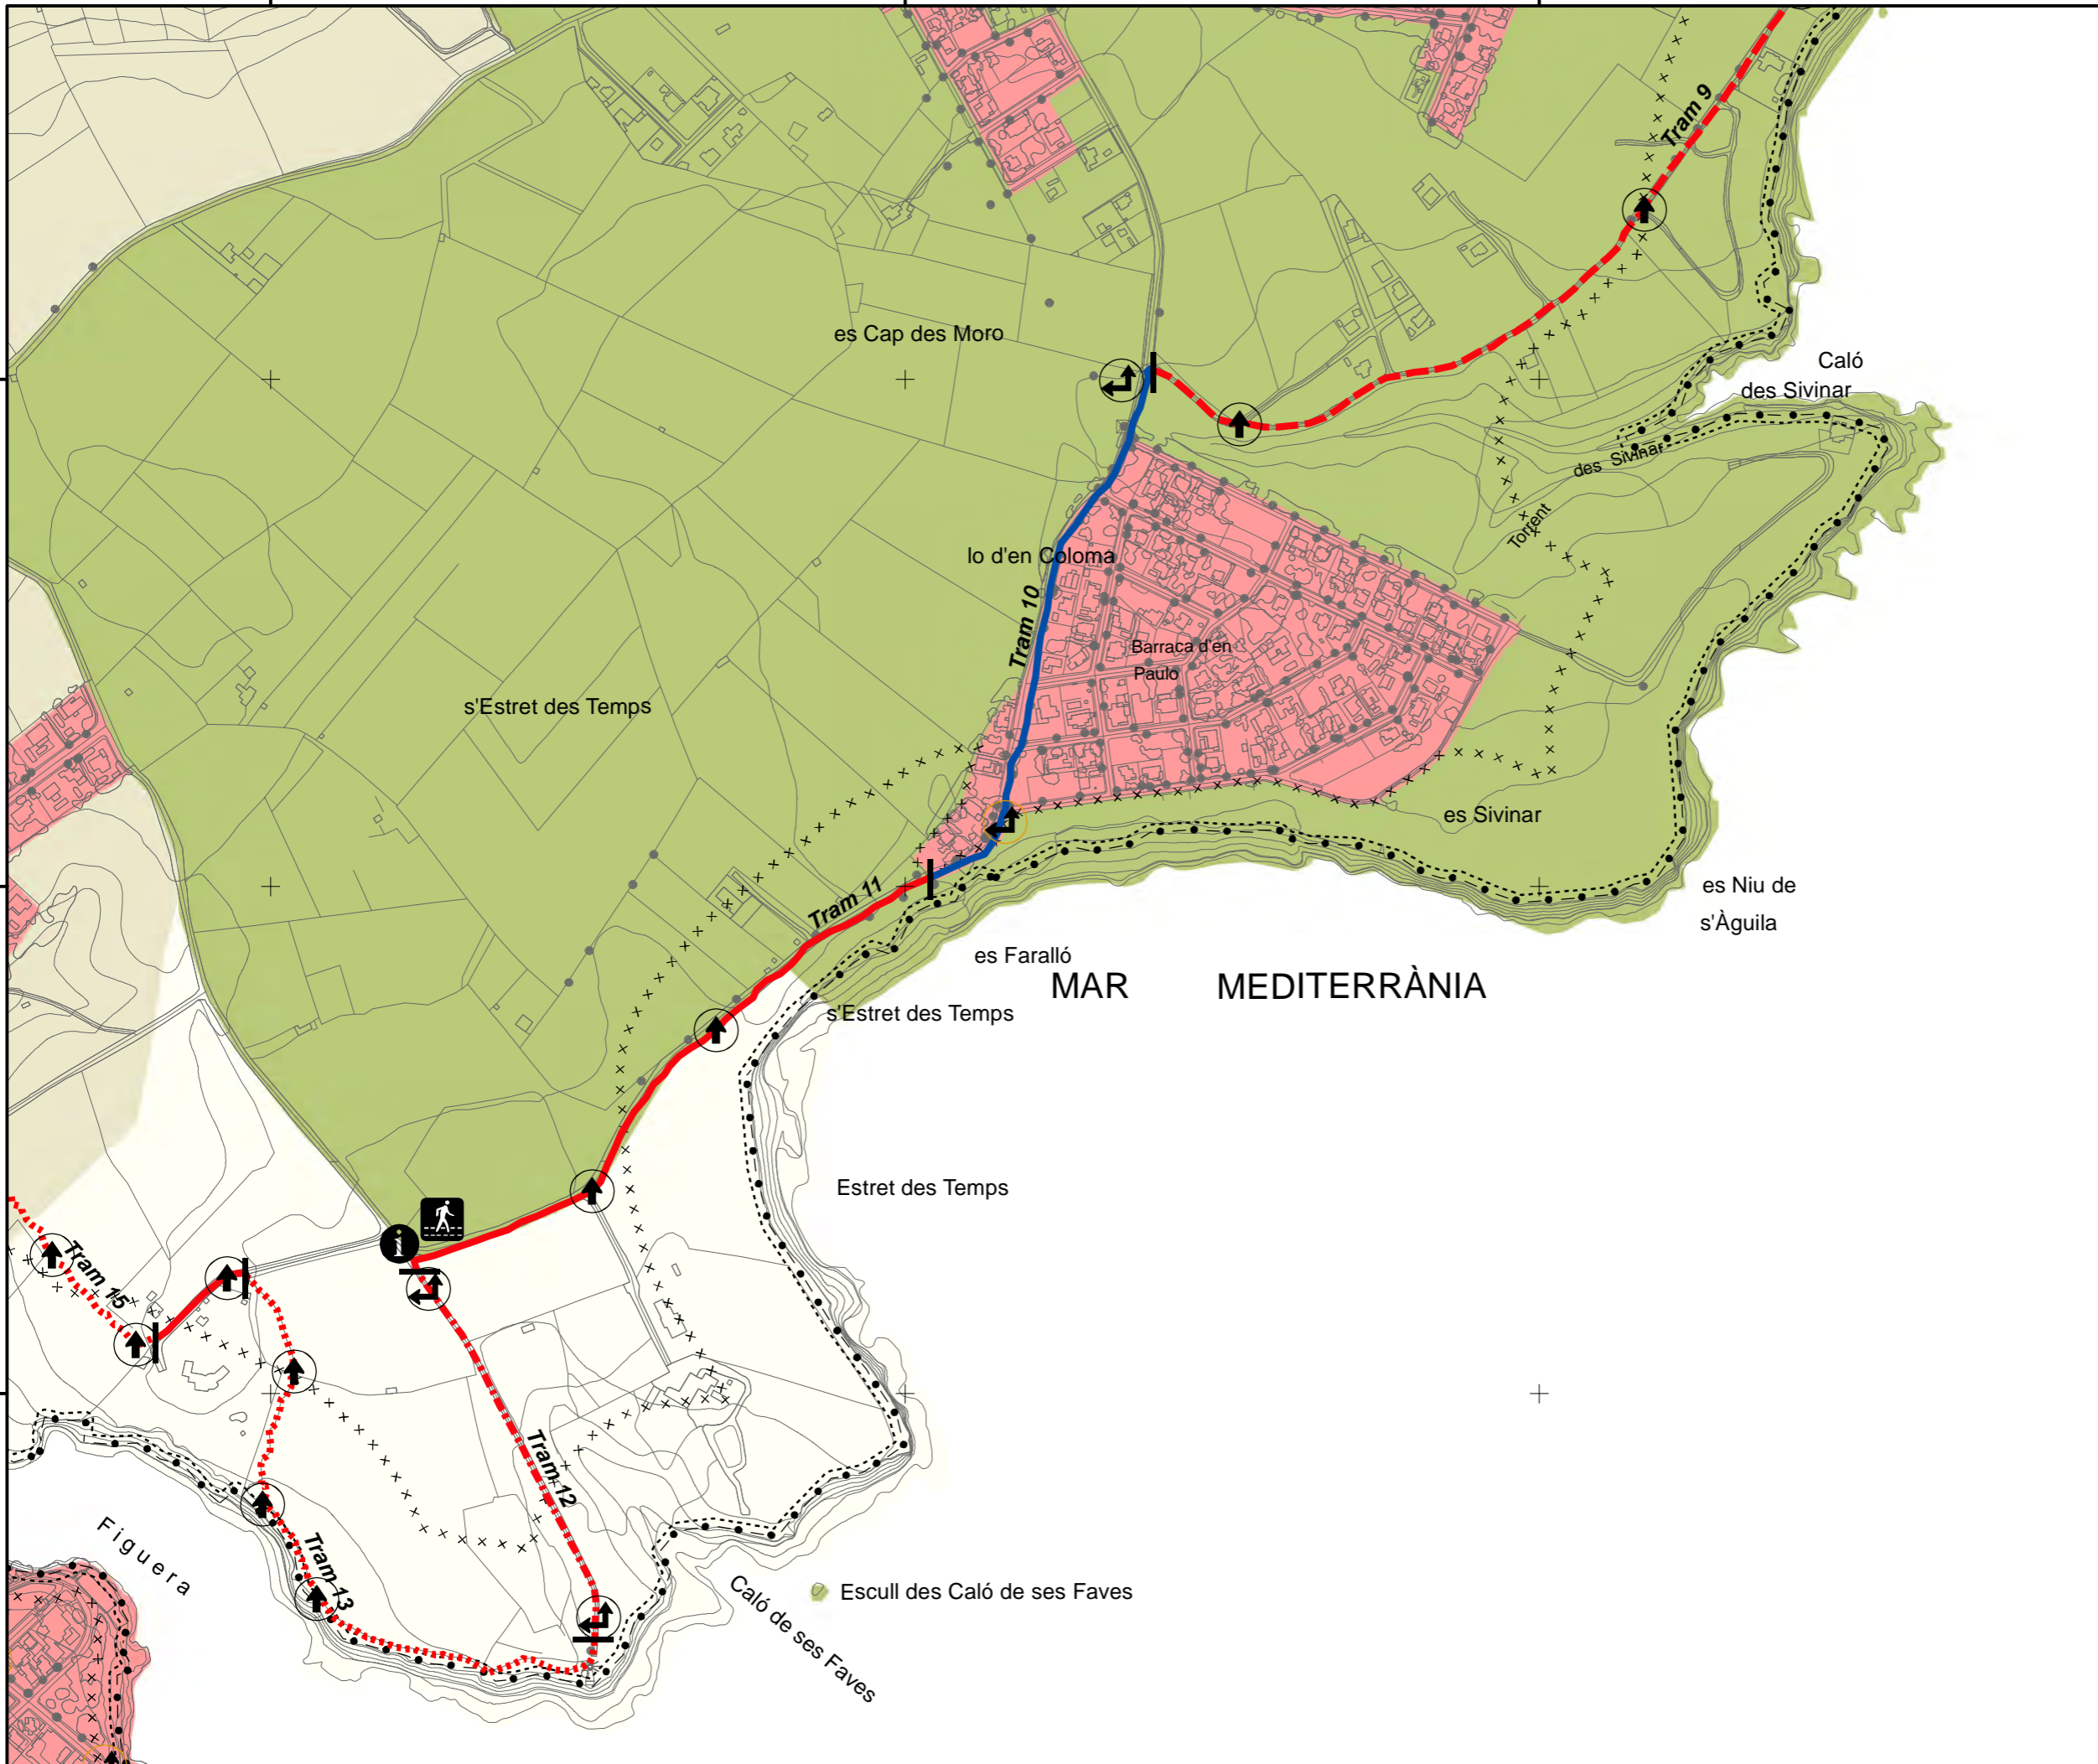 Tram 9
es Cap des Moro
Caló
des Sivinar
des Sivinar
Torrent
lo d'en Coloma
Tram 10
Barraca d'en
Paulo
s'Estret des Temps
es Sivinar
Tram 11
es Niu de
s'Àguila
es Faralló
MAR MEDITERRÀNIA
s'Estret des Temps
Estret des Temps
i
Tram 15
Tram 12
Figuera
Tram 13
Caló de ses Faves
Escull des Caló de ses Faves